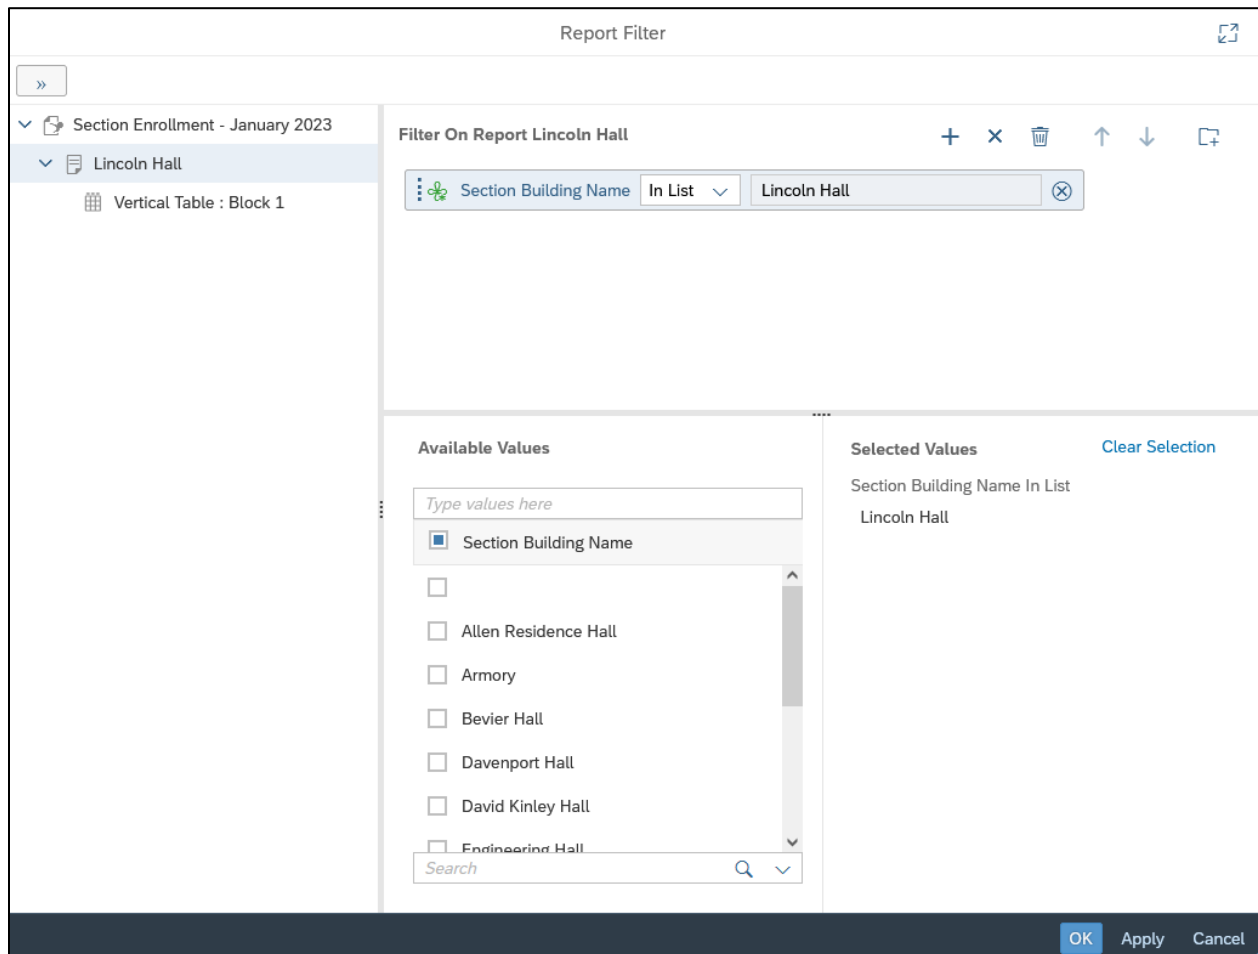 Report Filter
»
Section Enrollment - January 2023
Lincoln Hall
Vertical Table : Block 1
Filter On Report Lincoln Hall
Section Building Name In List Lincoln Hall
Available Values
Type values here
Section Building Name
Allen Residence Hall
Armory
Bevier Hall
Davenport Hall
David Kinley Hall
Engineering Hall
Search
Selected Values Clear Selection
Section Building Name In List
Lincoln Hall
OK Apply Cancel